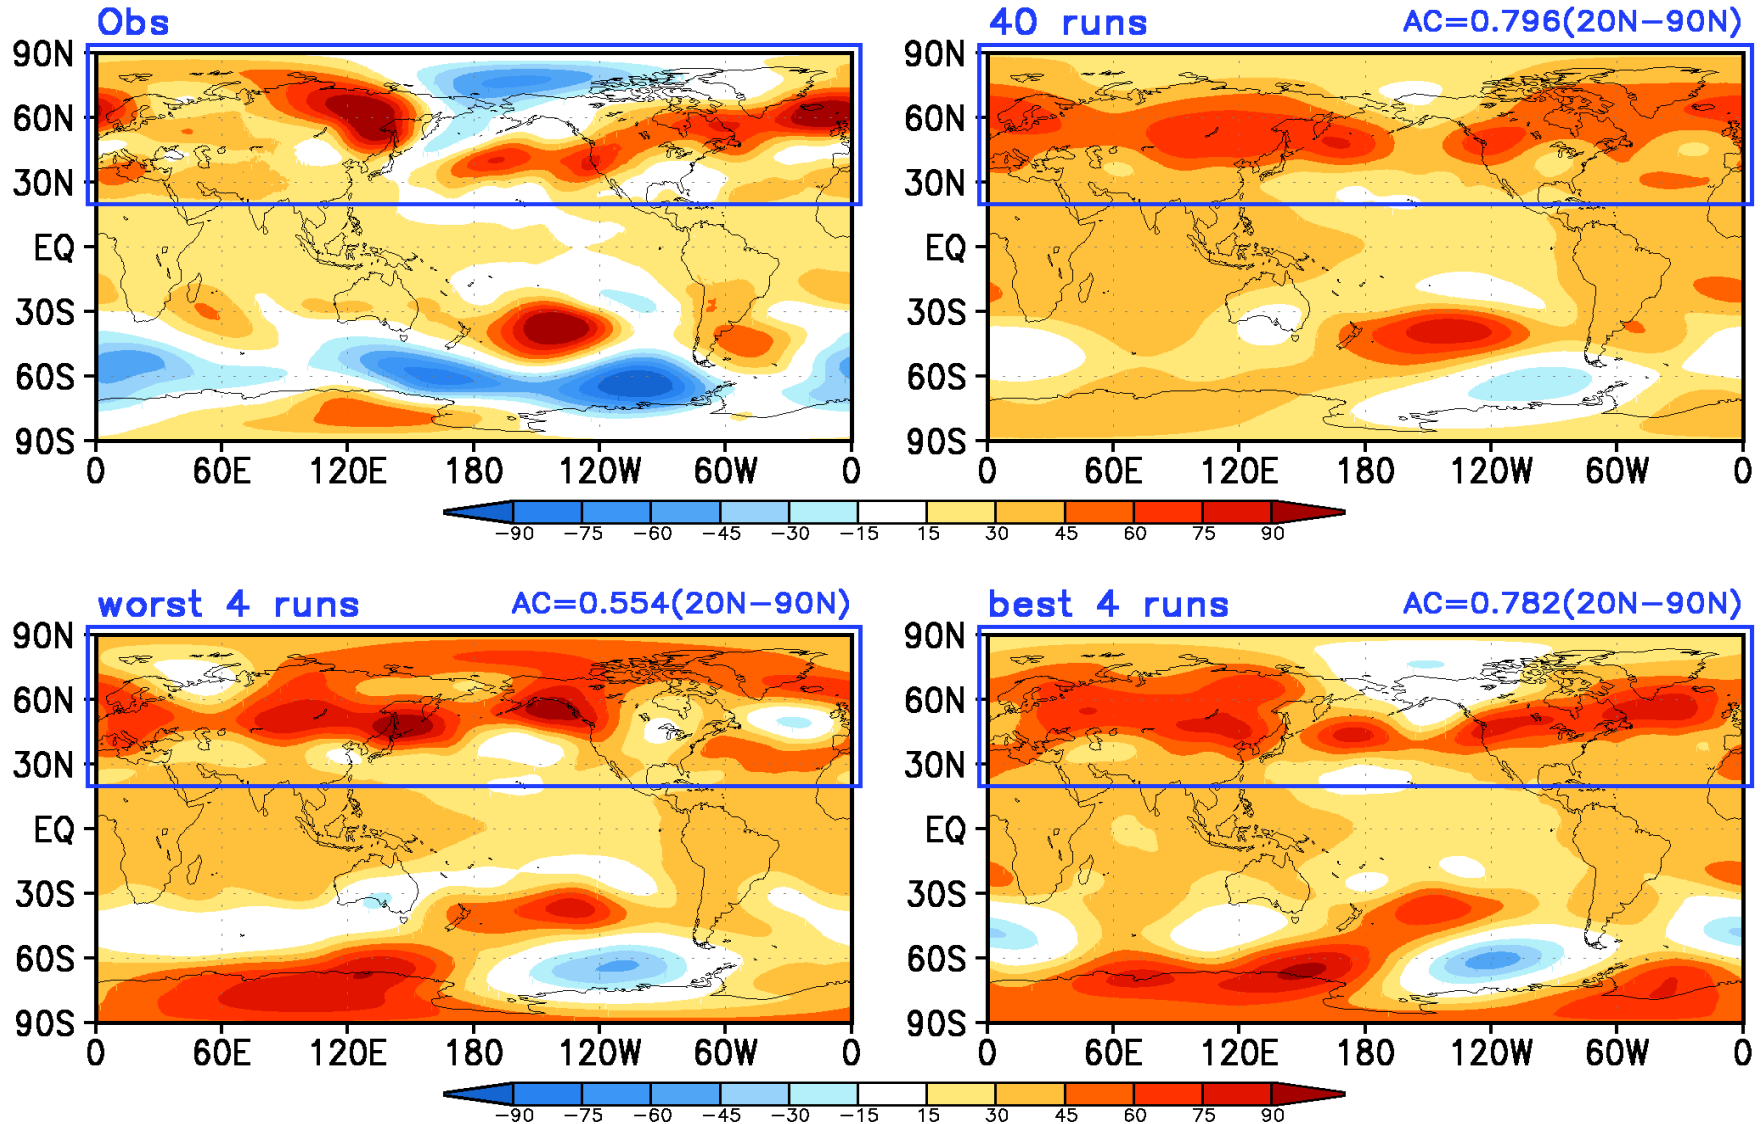 Obs
40 runs AC=0.796(20N−90N)
90N
60N
30N
EQ
30S
60S
90S
0 60E 120E 180 120W 60W 0
90N
60N
30N
EQ
30S
60S
90S
0 60E 120E 180 120W 60W 0
−90 −75 −60 −45 −30 −15 15 30 45 60 75 90
worst 4 runs AC=0.554(20N−90N)
best 4 runs AC=0.782(20N−90N)
90N
60N
30N
EQ
30S
60S
90S
0 60E 120E 180 120W 60W 0
90N
60N
30N
EQ
30S
60S
90S
0 60E 120E 180 120W 60W 0
−90 −75 −60 −45 −30 −15 15 30 45 60 75 90